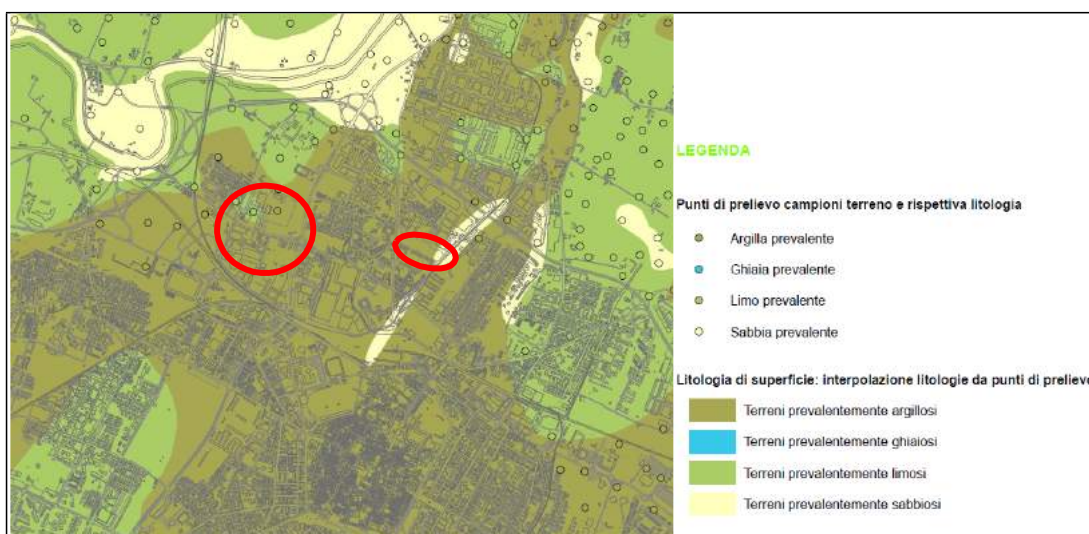 LEGENDA
Punti di prelievo campioni terreno e rispettiva litologia
Argilla prevalente
Ghiaia prevalente
Limo prevalente
Sabbia prevalente
Litologia di superficie: interpolazione litologie da punti di prelievo
Terreni prevalentemente argillosi
Terreni prevalentemente ghiaiosi
Terreni prevalentemente limosi
Terreni prevalentemente sabbiosi